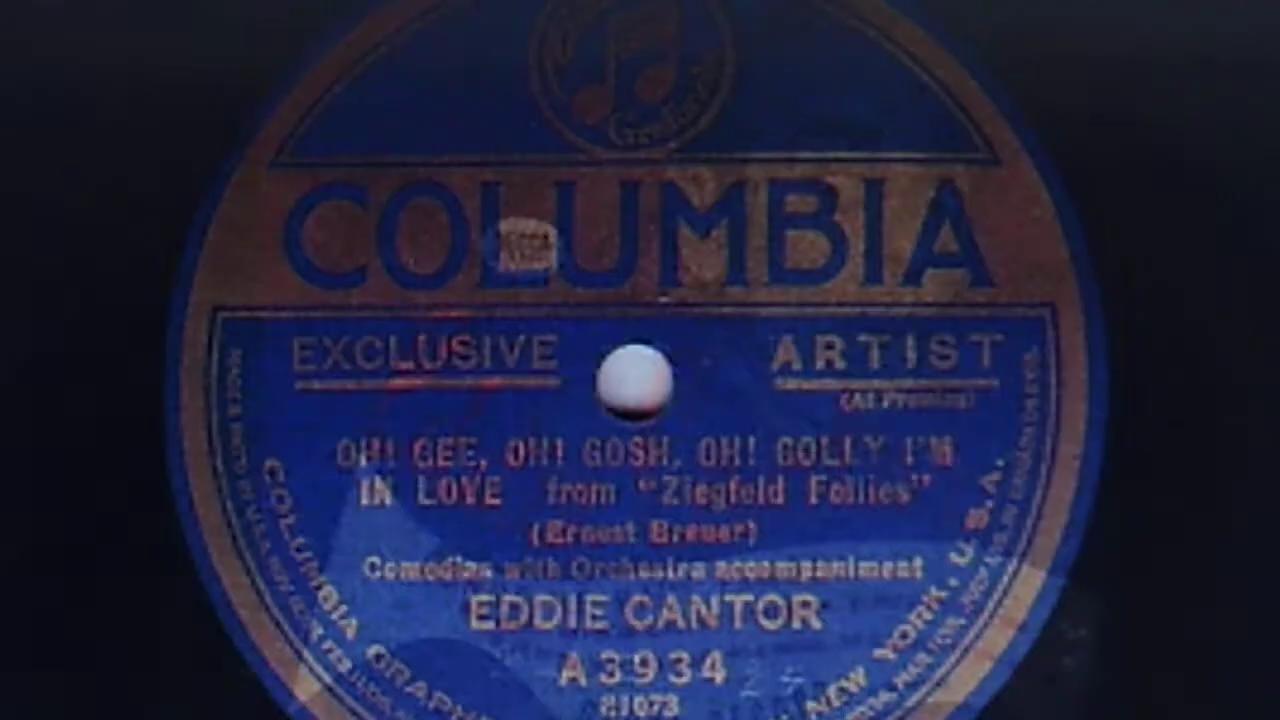 COLUMBIA
EXCLUSIVE ARTIST
OH! GEE, OH! GOSH, OH! GOLLY I'M
IN LOVE from "Ziegfeld Follies"
(Ernest Breuer)
Comedian with Orchestra accompaniment
EDDIE CANTOR
A3934
81073
COLUMBIA GRAPH
NEW YORK, U.S.A.